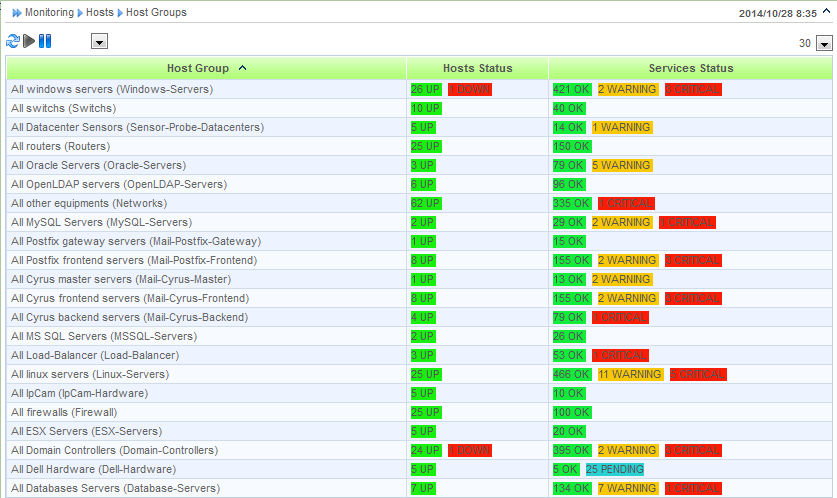 Monitoring Hosts Host Groups 2014/10/28 8:35
30
Host Group Hosts Status Services Status
All windows servers (Windows-Servers) 26 UP 1 DOWN 421 OK 2 WARNING 3 CRITICAL
All switchs (Switchs) 10 UP 40 OK
All Datacenter Sensors (Sensor-Probe-Datacenters) 5 UP 14 OK 1 WARNING
All routers (Routers) 25 UP 150 OK
All Oracle Servers (Oracle-Servers) 3 UP 79 OK 5 WARNING
All OpenLDAP servers (OpenLDAP-Servers) 6 UP 96 OK
All other equipments (Networks) 62 UP 335 OK 1 CRITICAL
All MySQL Servers (MySQL-Servers) 2 UP 29 OK 2 WARNING 1 CRITICAL
All Postfix gateway servers (Mail-Postfix-Gateway) 1 UP 15 OK
All Postfix frontend servers (Mail-Postfix-Frontend) 8 UP 155 OK 2 WARNING 3 CRITICAL
All Cyrus master servers (Mail-Cyrus-Master) 1 UP 13 OK 2 WARNING
All Cyrus frontend servers (Mail-Cyrus-Frontend) 8 UP 155 OK 2 WARNING 3 CRITICAL
All Cyrus backend servers (Mail-Cyrus-Backend) 4 UP 79 OK 1 CRITICAL
All MS SQL Servers (MSSQL-Servers) 2 UP 26 OK
All Load-Balancer (Load-Balancer) 3 UP 53 OK 1 CRITICAL
All linux servers (Linux-Servers) 25 UP 466 OK 11 WARNING CRITICAL
All IpCam (IpCam-Hardware) 5 UP 10 OK
All firewalls (Firewall) 25 UP 100 OK
All ESX Servers (ESX-Servers) 5 UP 20 OK
All Domain Controllers (Domain-Controllers) 24 UP 1 DOWN 395 OK 2 WARNING 3 CRITICAL
All Dell Hardware (Dell-Hardware) 5 UP 5 OK 25 PENDING
All Databases Servers (Database-Servers) 7 UP 134 OK 7 WARNING 1 CRITICAL